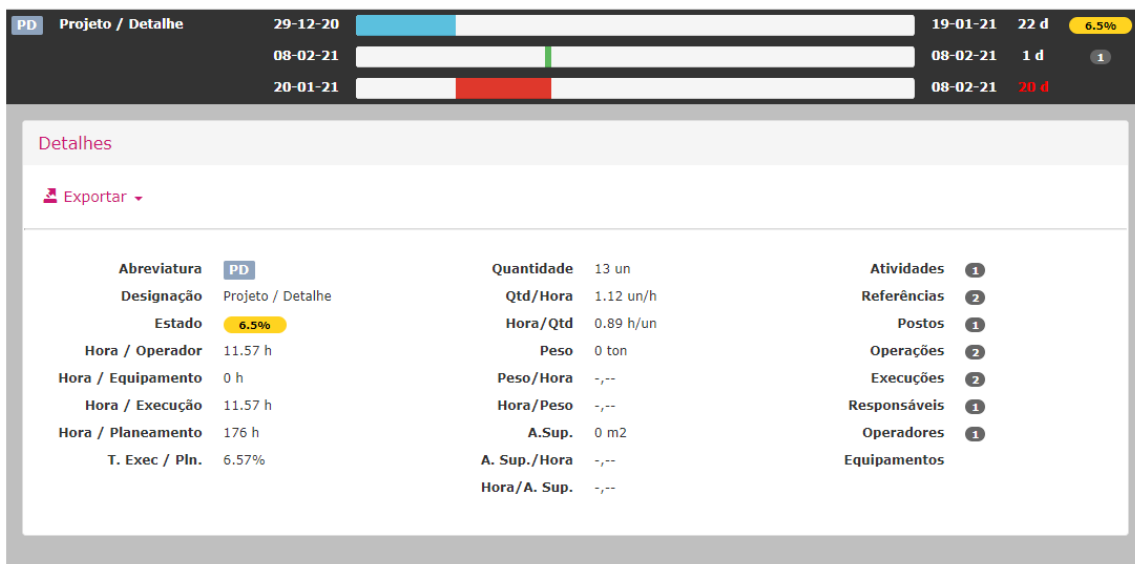 PD Projeto / Detalhe 29-12-20 19-01-21 22 d 6.5%
08-02-21 08-02-21 1 d 1
20-01-21 08-02-21 20 d
Detalhes
Exportar
Abreviatura PD Quantidade 13 un Atividades 1
Designação Projeto / Detalhe Qtd/Hora 1.12 un/h Referências 2
Estado 6.5% Hora/Qtd 0.89 h/un Postos 1
Hora / Operador 11.57 h Peso 0 ton Operações 2
Hora / Equipamento 0 h Peso/Hora -,-- Execuções 2
Hora / Execução 11.57 h Hora/Peso -,-- Responsáveis 1
Hora / Planeamento 176 h A.Sup. 0 m2 Operadores 1
T. Exec / Pln. 6.57% A. Sup./Hora -,-- Equipamentos
Hora/A. Sup. -,--